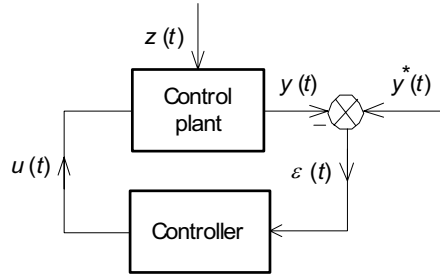 z (t)
Control
plant
y (t)
y*(t)
−
u (t)
ε (t)
Controller